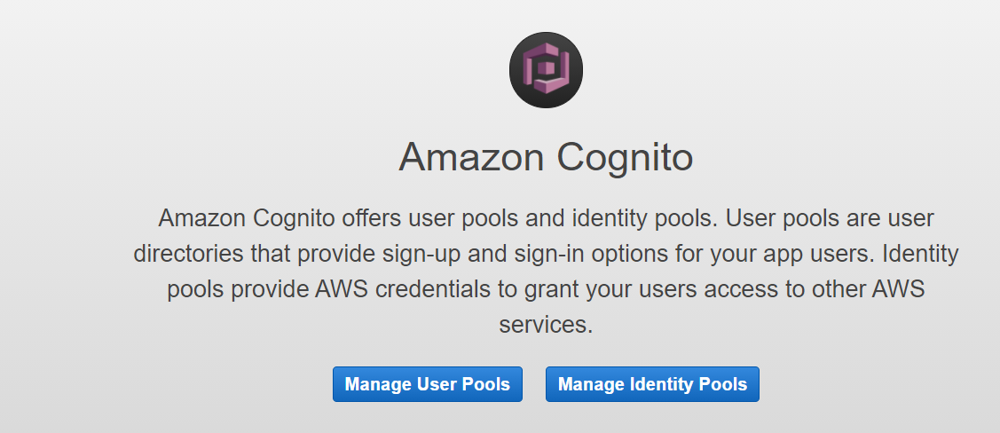 Amazon Cognito
Amazon Cognito offers user pools and identity pools. User pools are user
directories that provide sign-up and sign-in options for your app users. Identity
pools provide AWS credentials to grant your users access to other AWS
services.
Manage User Pools
Manage Identity Pools